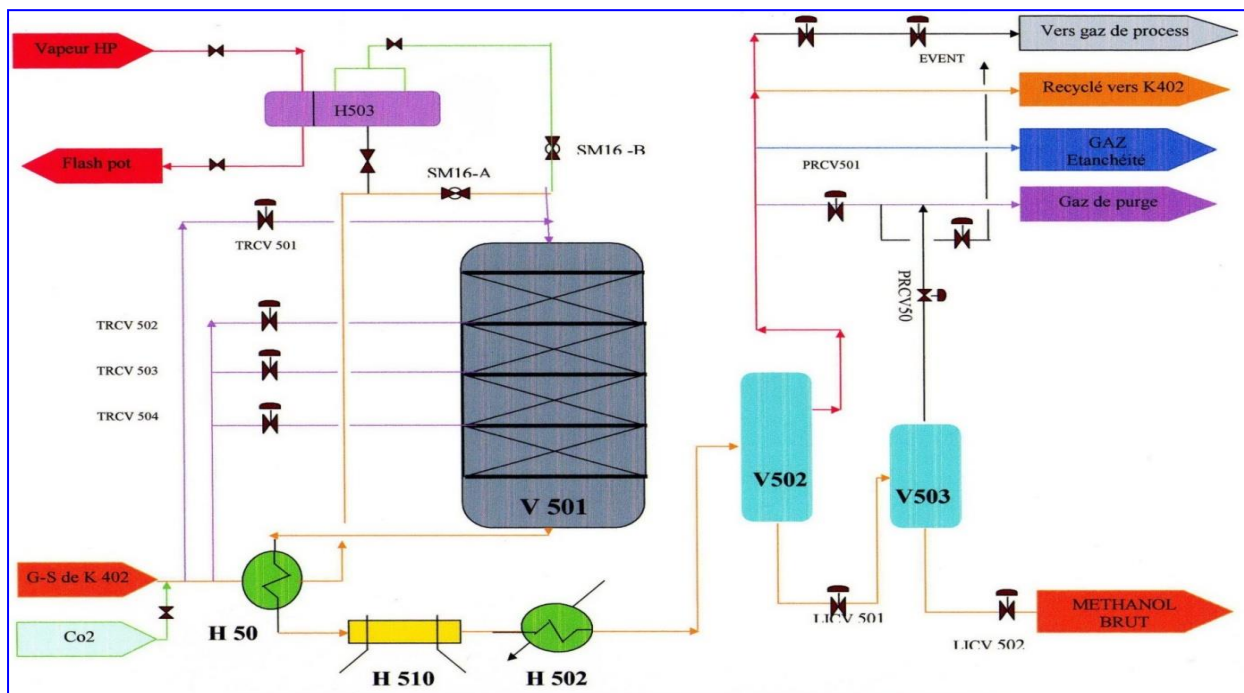 Vapeur HP
Flash pot
H503
SM16-A
SM16 -B
TRCV 501
TRCV 502
TRCV 503
TRCV 504
V 501
G-S de K 402
Co2
H 50
H 510
H 502
V502
V503
LICV 501
LICV 502
METHANOL
BRUT
PRCV50
PRCV501
EVENT
Vers gaz de process
Recyclé vers K402
GAZ
Etanchéité
Gaz de purge